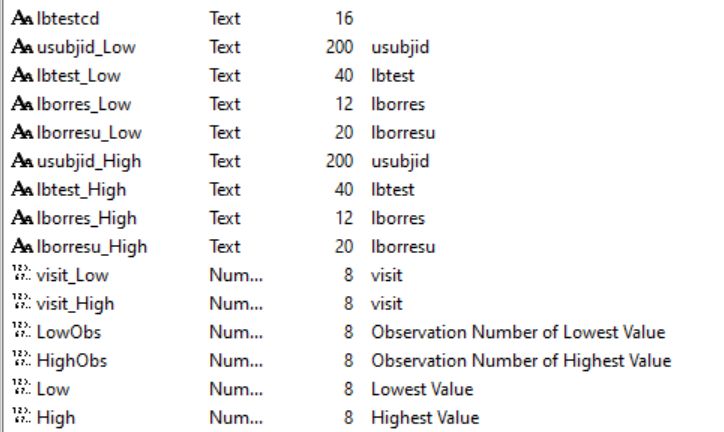 lbtestcd Text 16
usubjid_Low Text 200 usubjid
lbtest_Low Text 40 lbtest
lborres_Low Text 12 lborres
lborresu_Low Text 20 lborresu
usubjid_High Text 200 usubjid
lbtest_High Text 40 lbtest
lborres_High Text 12 lborres
lborresu_High Text 20 lborresu
visit_Low Num... 8 visit
visit_High Num... 8 visit
LowObs Num... 8 Observation Number of Lowest Value
HighObs Num... 8 Observation Number of Highest Value
Low Num... 8 Lowest Value
High Num... 8 Highest Value